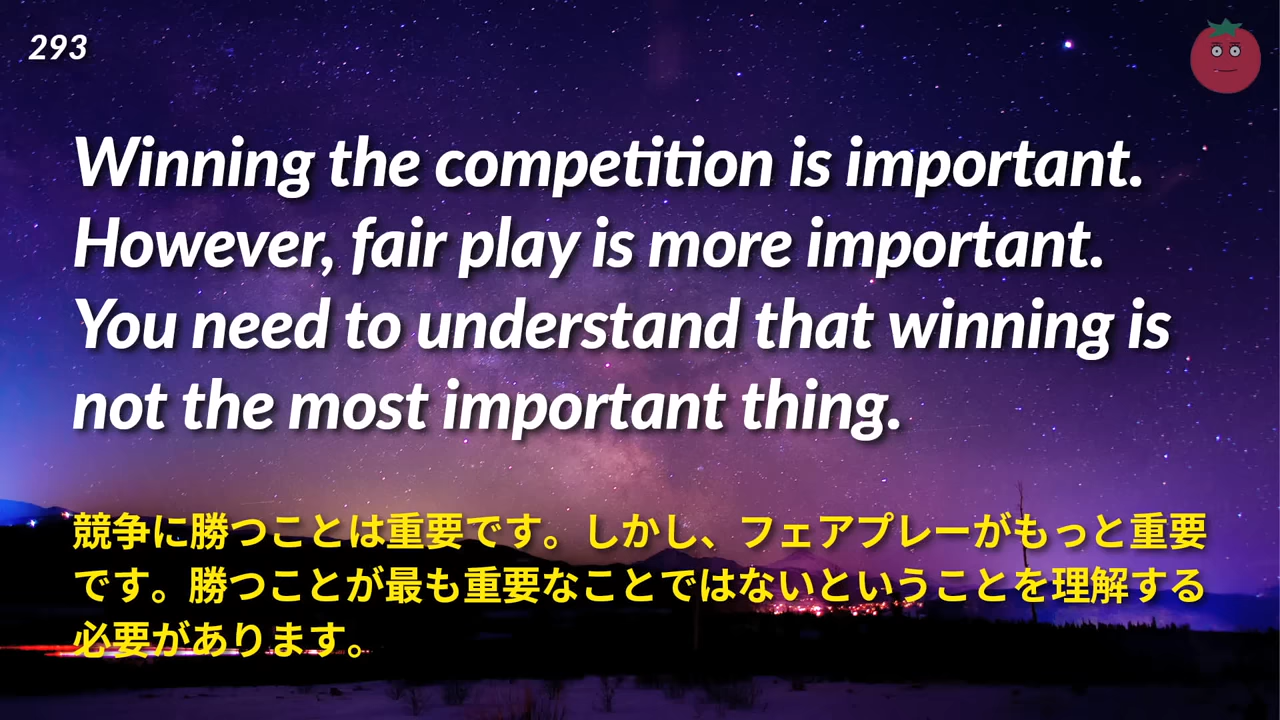 293
Winning the competition is important.
However, fair play is more important.
You need to understand that winning is
not the most important thing.
競争に勝つことは重要です。しかし、フェアプレーがもっと重要
です。勝つことが最も重要なことではないということを理解する
必要があります。